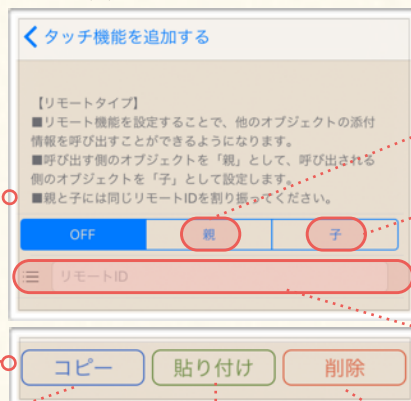 タッチ機能を追加する
【リモートタイプ】
■リモート機能を設定することで、他のオブジェクトの添付
情報を呼び出すことができるようになります。
■呼び出す側のオブジェクトを「親」として、呼び出される
側のオブジェクトを「子」として設定します。
■親と子には同じリモートIDを割り振ってください。
OFF 親 子
リモートID
コピー 貼り付け 削除